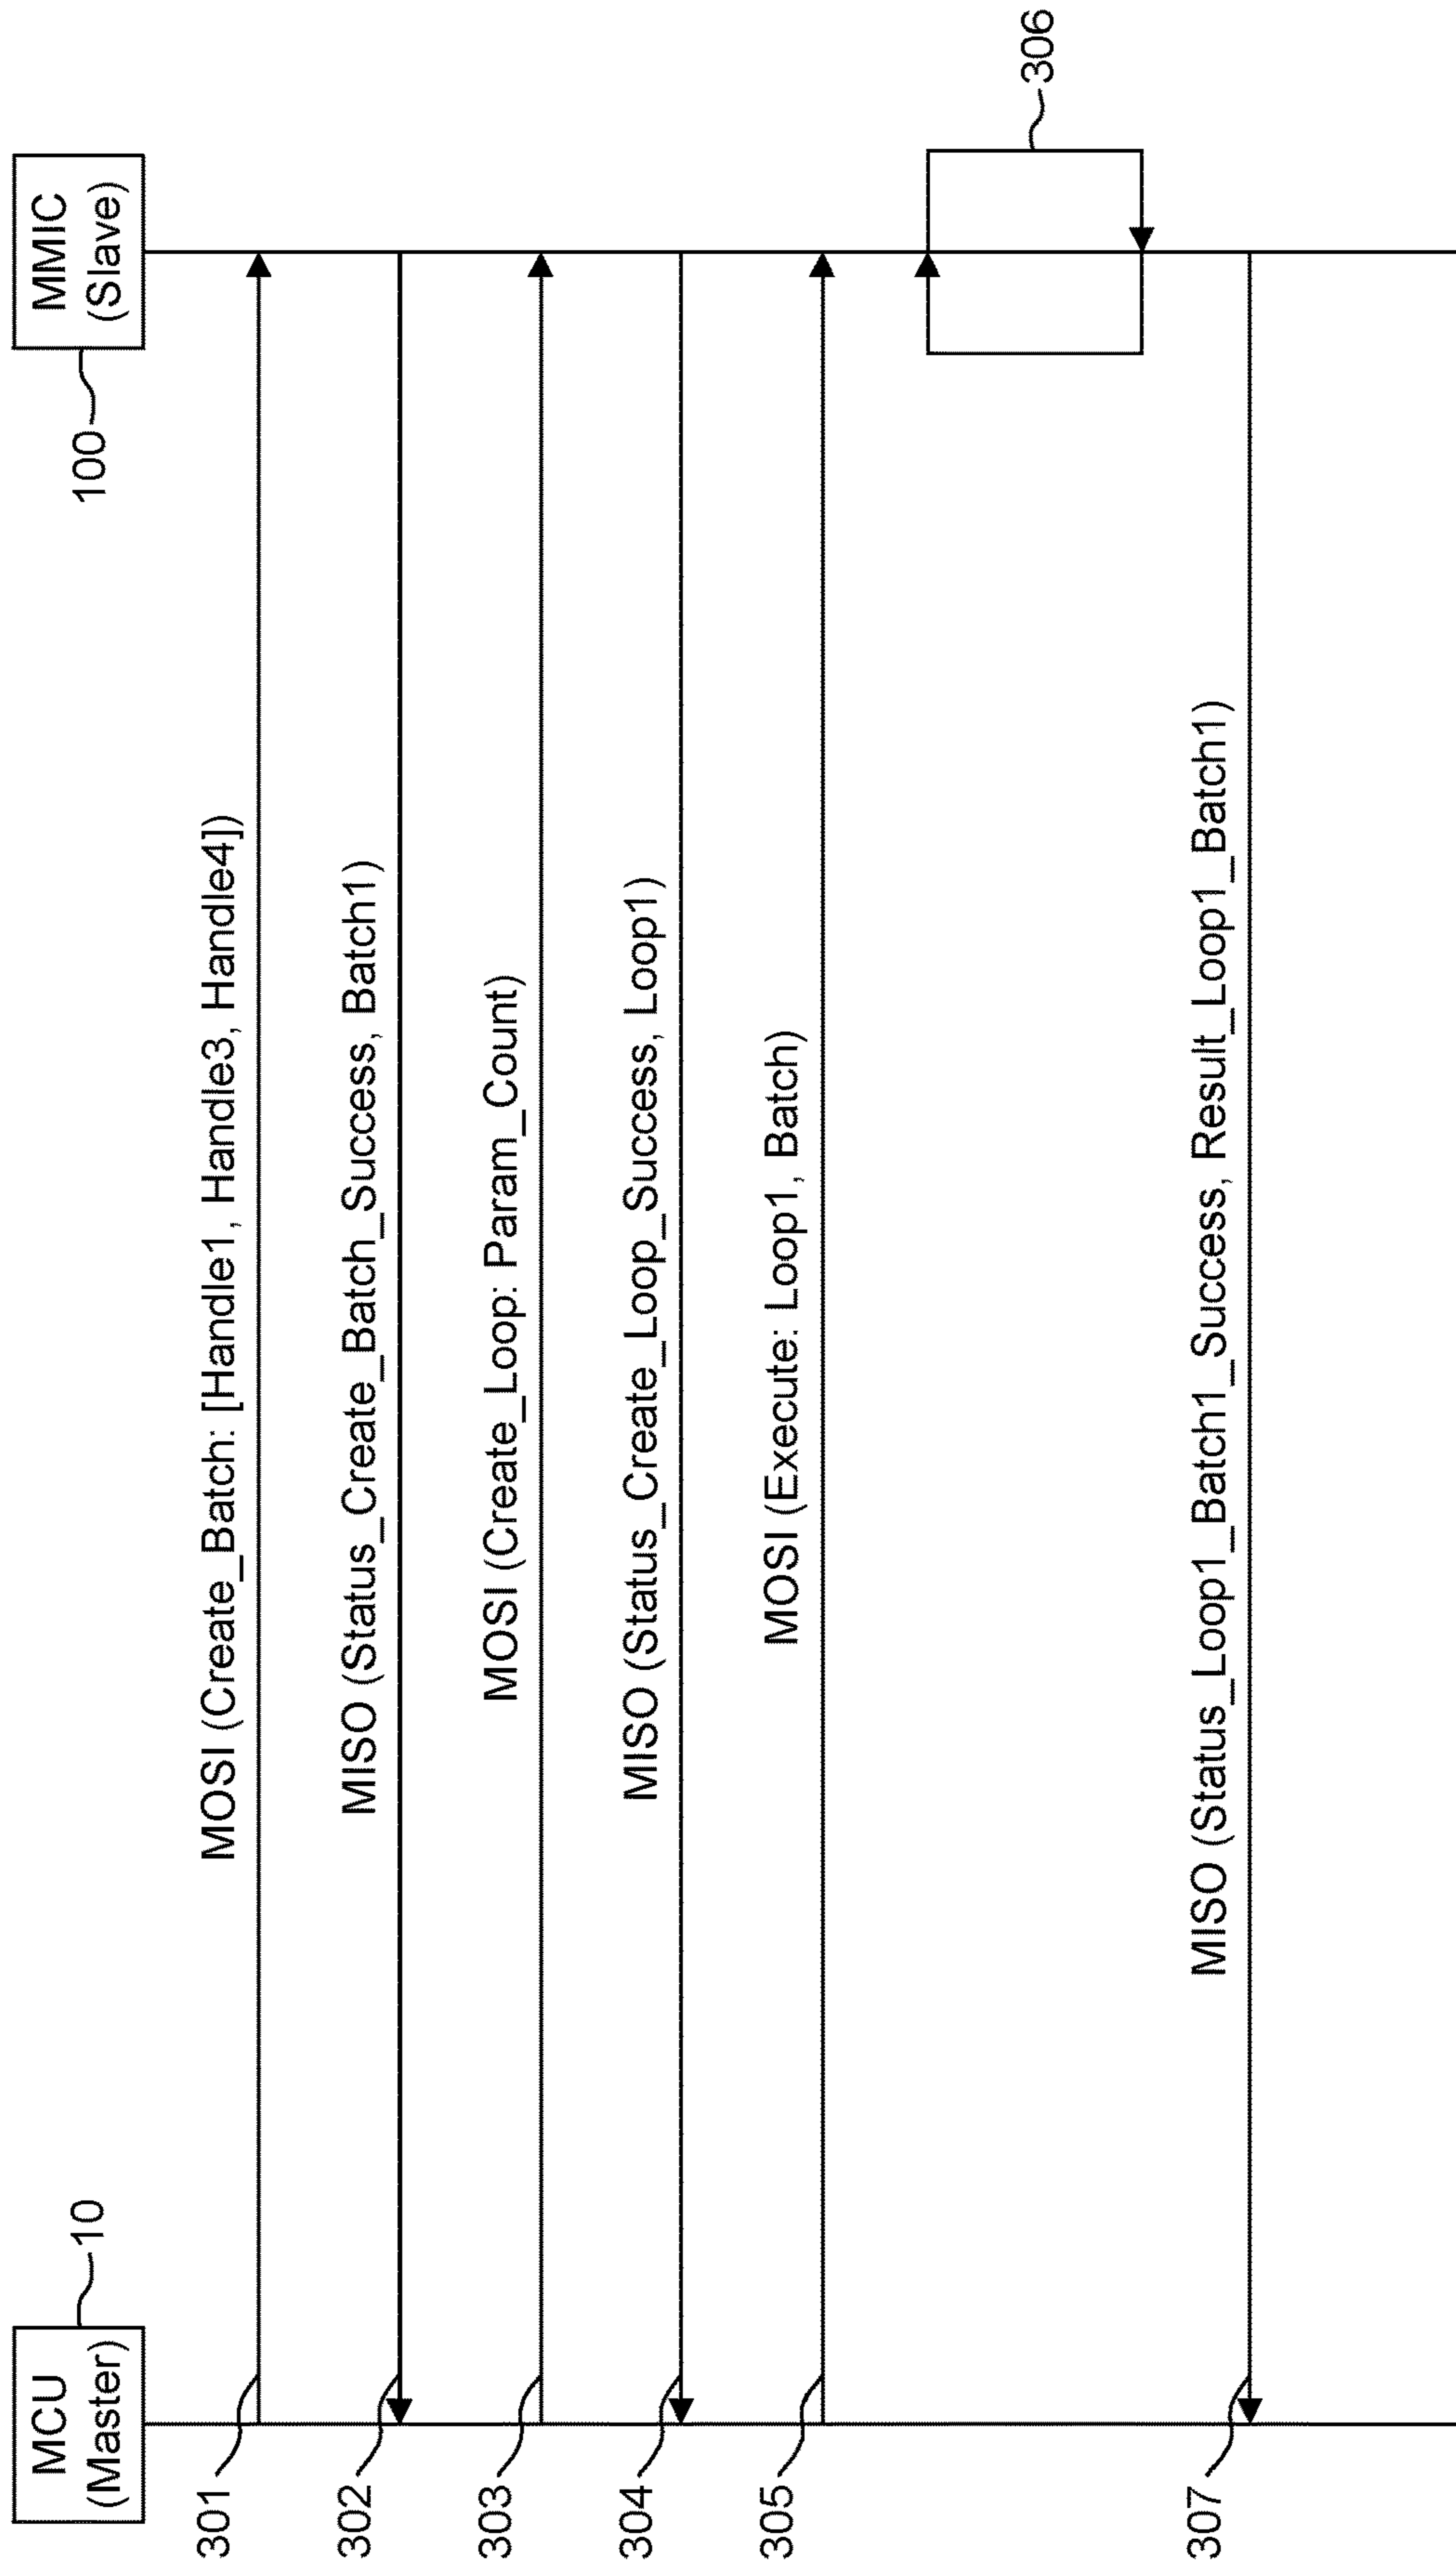 MCU
(Master)
10
MMIC
(Slave)
100
301
MOSI (Create_Batch: [Handle1, Handle3, Handle4])
302
MISO (Status_Create_Batch_Success, Batch1)
303
MOSI (Create_Loop: Param_Count)
304
MISO (Status_Create_Loop_Success, Loop1)
305
MOSI (Execute: Loop1, Batch)
306
307
MISO (Status_Loop1_Batch1_Success, Result_Loop1_Batch1)